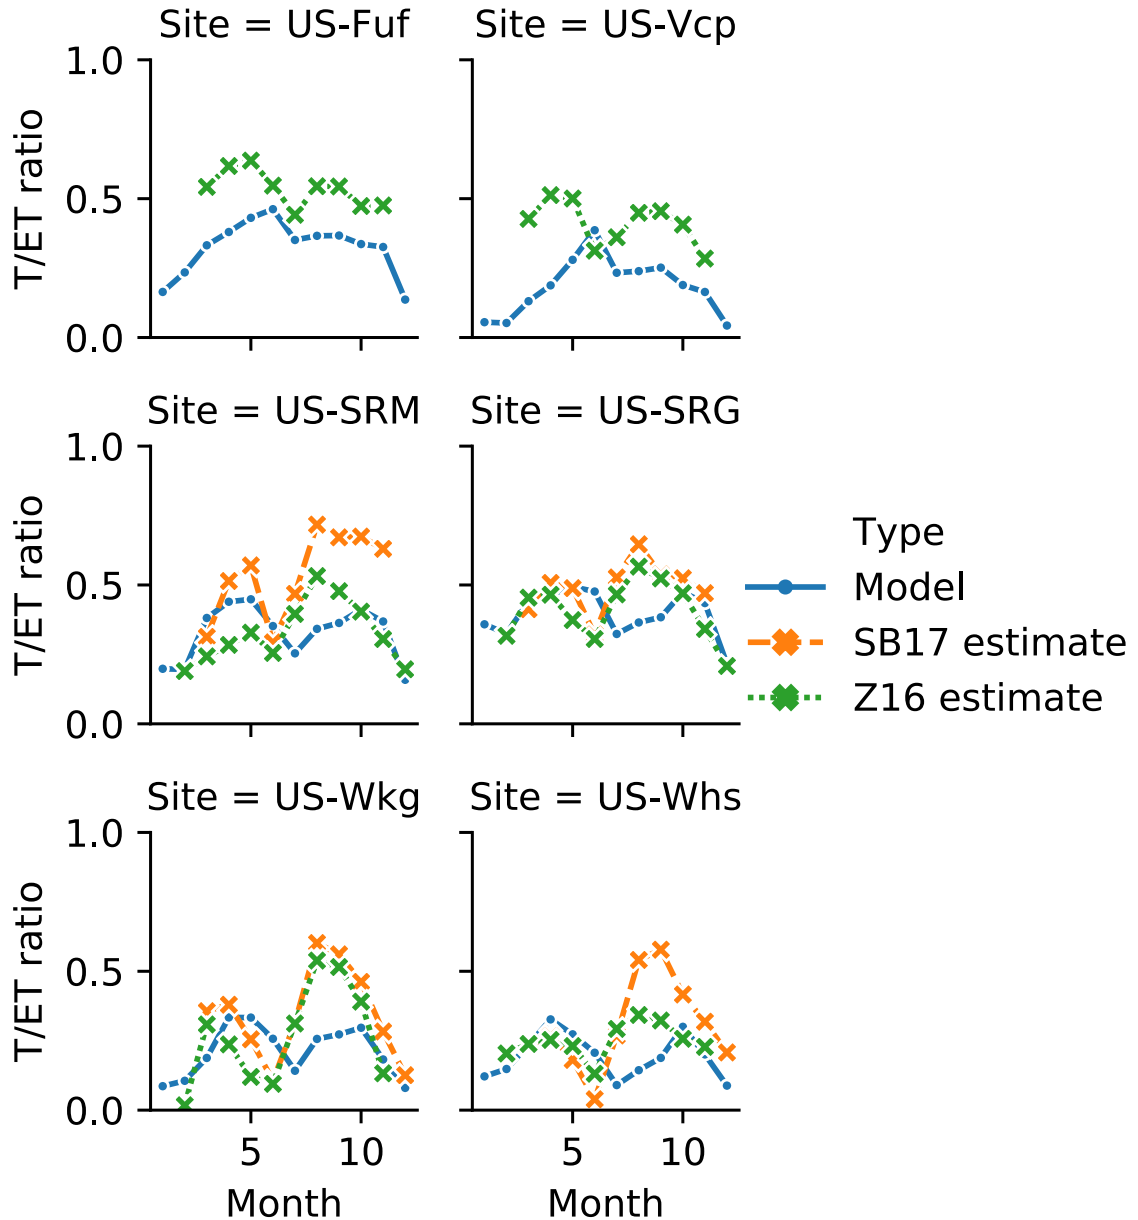 Site = US-Fuf
Site = US-Vcp
T/ET ratio
1.0
0.5
0.0
5
10
Site = US-SRM
Site = US-SRG
T/ET ratio
1.0
0.5
0.0
Type
Model
SB17 estimate
Z16 estimate
Site = US-Wkg
Site = US-Whs
T/ET ratio
1.0
0.5
0.0
5
10
5
10
Month
Month